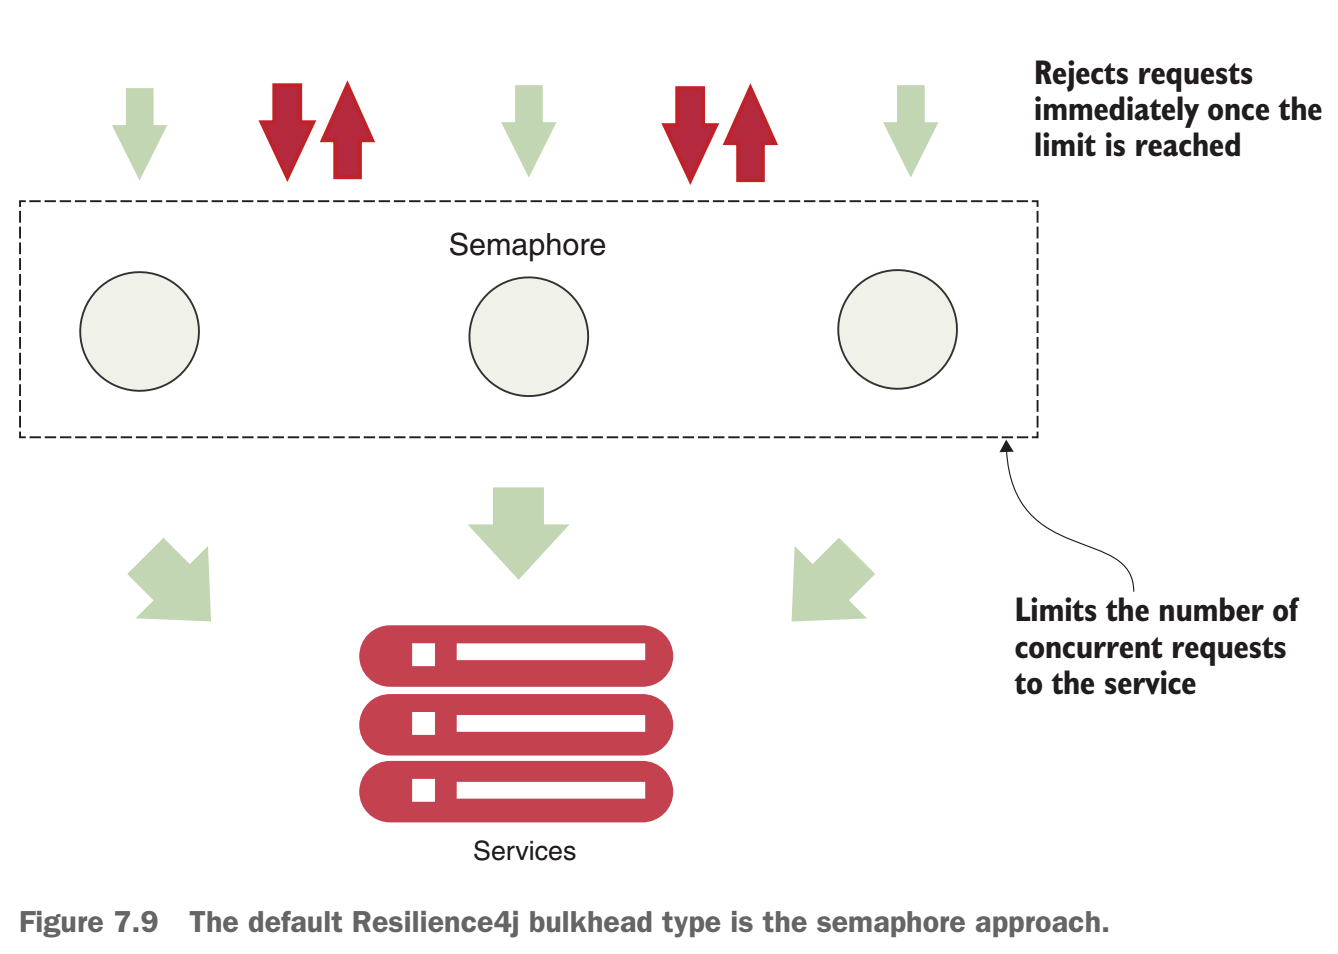 Rejects requests
immediately once the
limit is reached
Semaphore
Limits the number of
concurrent requests
to the service
Services
Figure 7.9 The default Resilience4j bulkhead type is the semaphore approach.